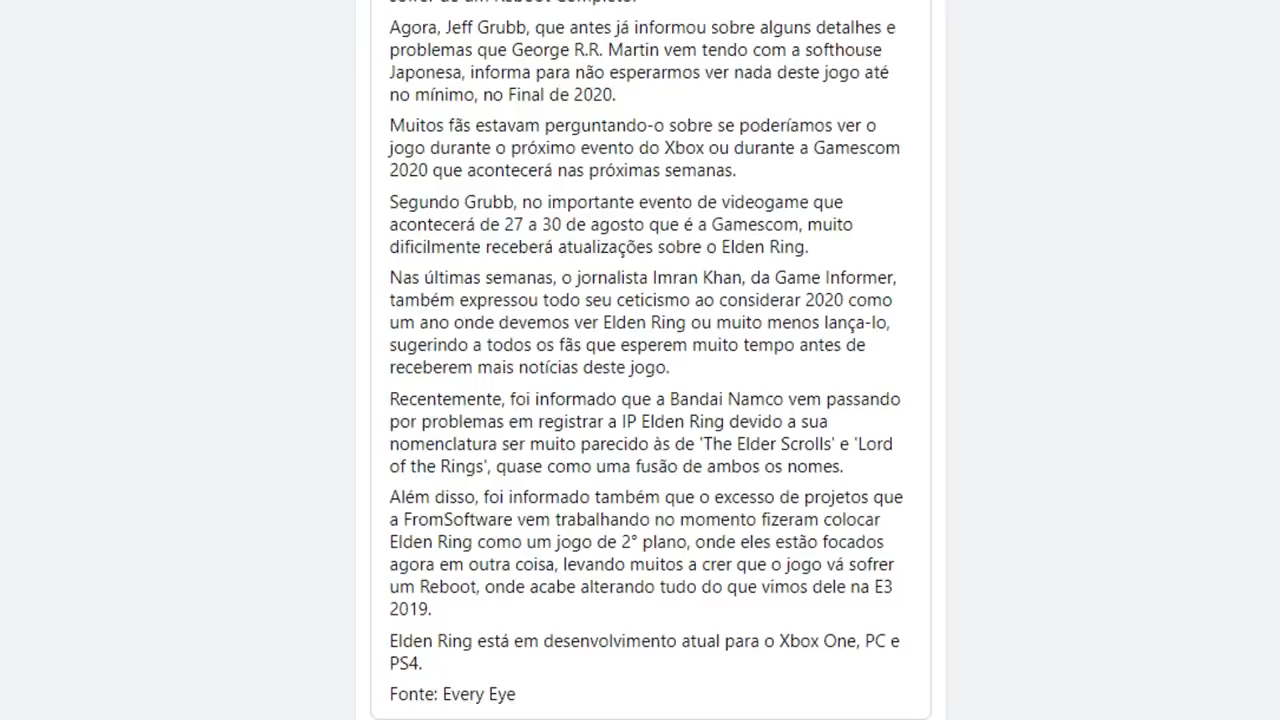 Agora, Jeff Grubb, que antes já informou sobre alguns detalhes e
problemas que George R.R. Martin vem tendo com a softhouse
Japonesa, informa para não esperarmos ver nada deste jogo até
no mínimo, no Final de 2020.
Muitos fãs estavam perguntando-o sobre se poderíamos ver o
jogo durante o próximo evento do Xbox ou durante a Gamescom
2020 que acontecerá nas próximas semanas.
Segundo Grubb, no importante evento de videogame que
acontecerá de 27 a 30 de agosto que é a Gamescom, muito
dificilmente receberá atualizações sobre o Elden Ring.
Nas últimas semanas, o jornalista Imran Khan, da Game Informer,
também expressou todo seu ceticismo ao considerar 2020 como
um ano onde devemos ver Elden Ring ou muito menos lança-lo,
sugerindo a todos os fãs que esperem muito tempo antes de
receberem mais notícias deste jogo.
Recentemente, foi informado que a Bandai Namco vem passando
por problemas em registrar a IP Elden Ring devido a sua
nomenclatura ser muito parecido às de 'The Elder Scrolls' e 'Lord
of the Rings', quase como uma fusão de ambos os nomes.
Além disso, foi informado também que o excesso de projetos que
a FromSoftware vem trabalhando no momento fizeram colocar
Elden Ring como um jogo de 2° plano, onde eles estão focados
agora em outra coisa, levando muitos a crer que o jogo vá sofrer
um Reboot, onde acabe alterando tudo do que vimos dele na E3
2019.
Elden Ring está em desenvolvimento atual para o Xbox One, PC e
PS4.
Fonte: Every Eye